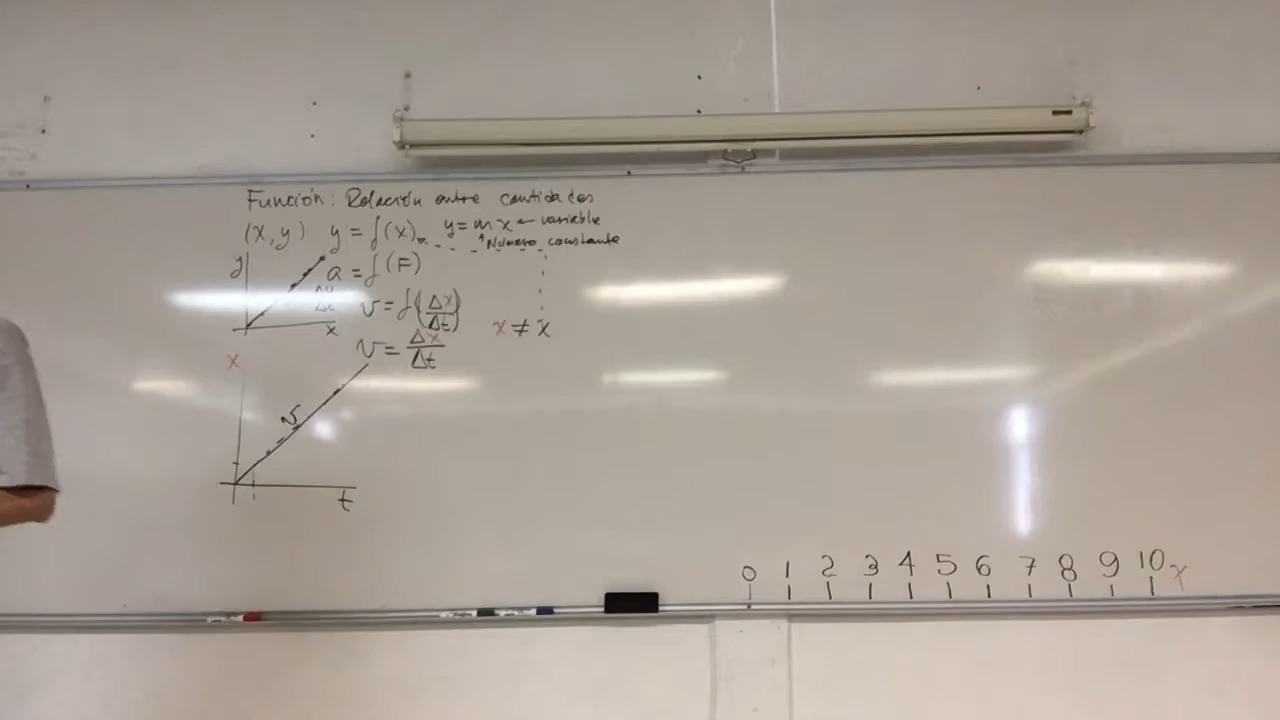 Función: Relación entre cantidades
(x, y) y = f(x) y = m x ← variable
↑ Número constante
y
a = f(F)
Δx
v = f(Δx/Δt)
x
x ≠ x
v = Δx/Δt
x
v
t
0 1 2 3 4 5 6 7 8 9 10 x